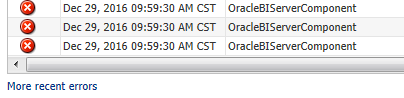 Dec 29, 2016 09:59:30 AM CST OracleBIServerComponent
Dec 29, 2016 09:59:30 AM CST OracleBIServerComponent
Dec 29, 2016 09:59:30 AM CST OracleBIServerComponent
More recent errors